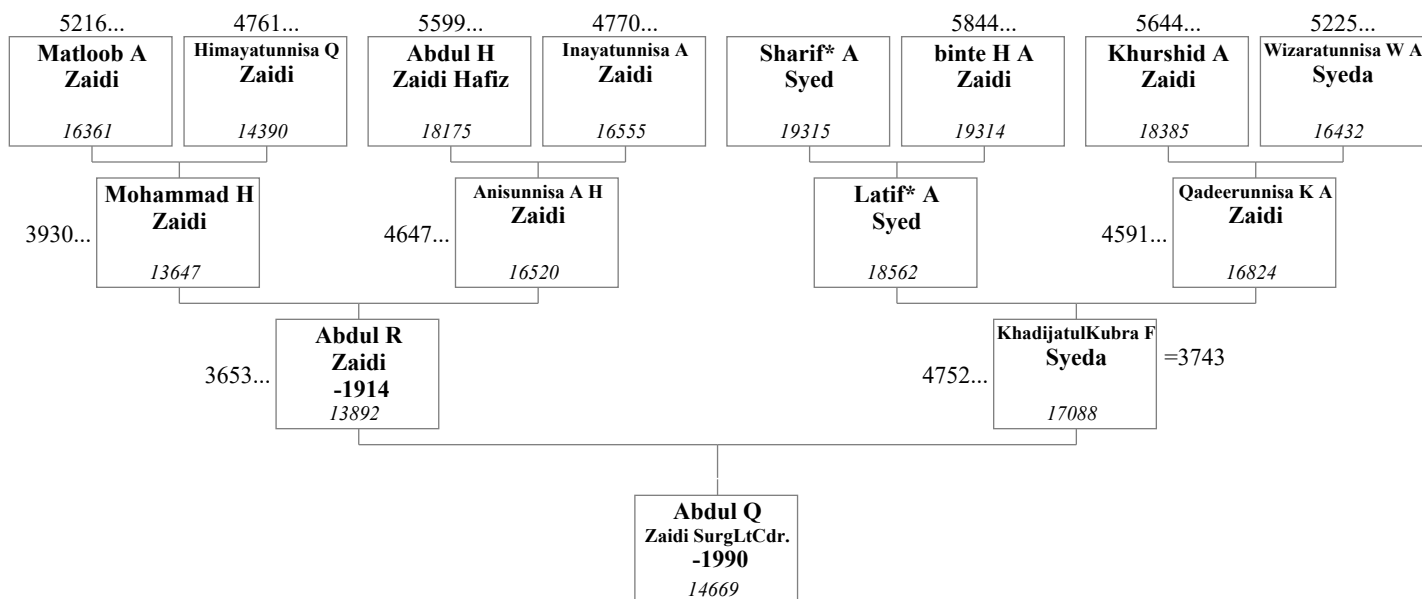 5216... 4761... 5599... 4770... 5844... 5644... 5225...
Matloob A
Zaidi
16361
Himayatunnisa Q
Zaidi
14390
Abdul H
Zaidi Hafiz
18175
Inayatunnisa A
Zaidi
16555
Sharif* A
Syed
19315
binte H A
Zaidi
19314
Khurshid A
Zaidi
18385
Wizaratunnisa W A
Syeda
16432
3930...
Mohammad H
Zaidi
13647
4647...
Anisunnisa A H
Zaidi
16520
Latif* A
Syed
18562
4591...
Qadeerunnisa K A
Zaidi
16824
3653...
Abdul R
Zaidi
-1914
13892
4752...
KhadijatulKubra F
Syeda
17088
=3743
Abdul Q
Zaidi SurgLtCdr.
-1990
14669